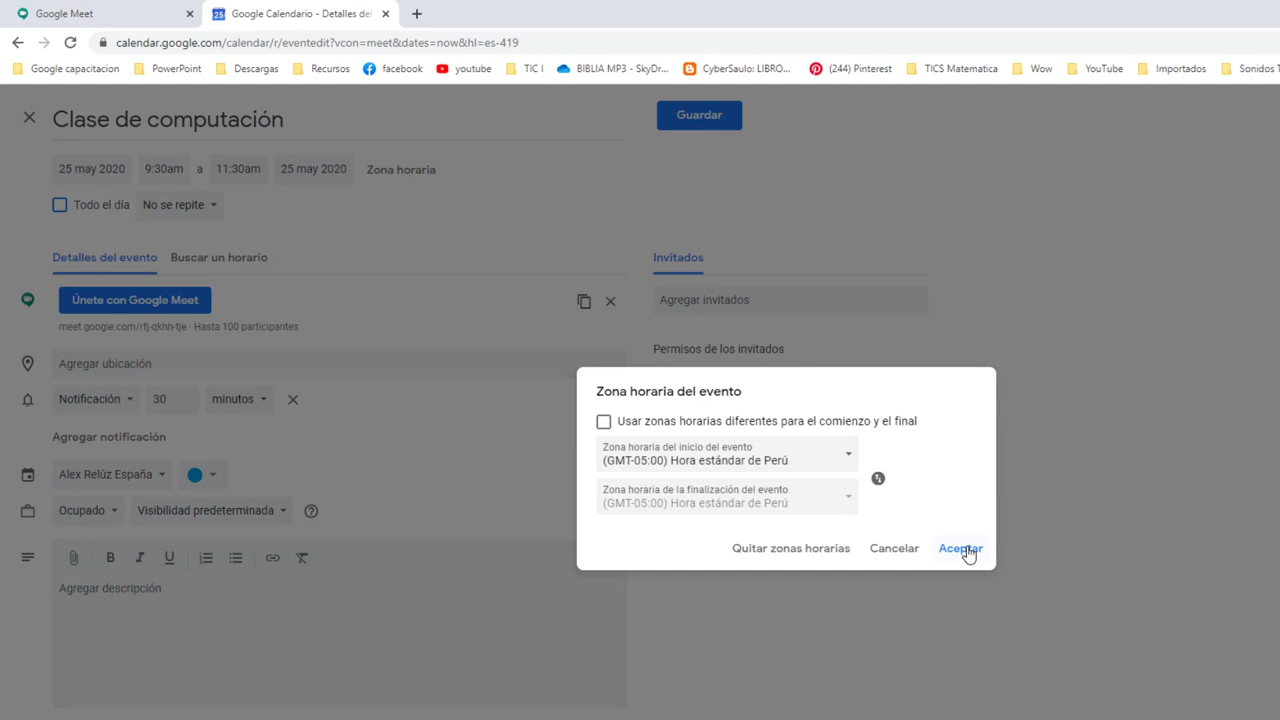 Google Meet
Google Calendario - Detalles del
calendar.google.com/calendar/r/eventedit?vcon=meet&dates=now&hl=es-419
Google capacitacion
PowerPoint
Descargas
Recursos
facebook
youtube
TIC I
BIBLIA MP3 - SkyDr...
CyberSaulo: LIBRO...
(244) Pinterest
TICS Matematica
Wow
YouTube
Importados
Sonidos T
Clase de computación
Guardar
25 may 2020 9:30am a 11:30am 25 may 2020 Zona horaria
Todo el día No se repite
Detalles del evento Buscar un horario
Invitados
Únete con Google Meet
Agregar invitados
meet.google.com/rfj-qkhh-tje · Hasta 100 participantes
Permisos de los invitados
Agregar ubicación
Notificación 30 minutos
Agregar notificación
Alex Relúz España
Ocupado Visibilidad predeterminada
B I U
Agregar descripción
Zona horaria del evento
Usar zonas horarias diferentes para el comienzo y el final
Zona horaria del inicio del evento
(GMT-05:00) Hora estándar de Perú
Zona horaria de la finalización del evento
(GMT-05:00) Hora estándar de Perú
Quitar zonas horarias Cancelar Aceptar